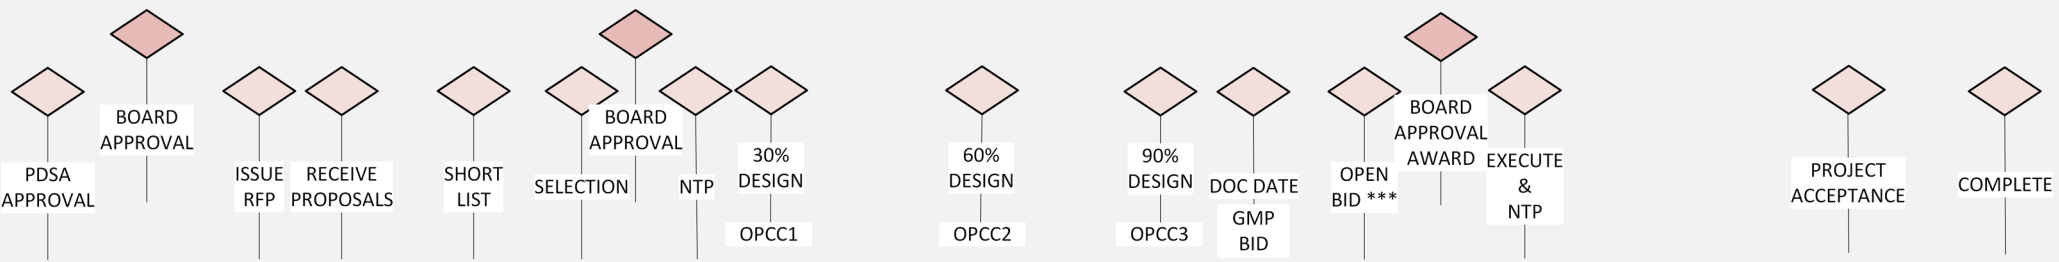 PDSA
APPROVAL
BOARD
APPROVAL
ISSUE
RFP
RECEIVE
PROPOSALS
SHORT
LIST
SELECTION
BOARD
APPROVAL
NTP
30%
DESIGN
OPCC1
60%
DESIGN
OPCC2
90%
DESIGN
OPCC3
DOC DATE
GMP
BID
OPEN
BID ***
BOARD
APPROVAL
AWARD
EXECUTE
&
NTP
PROJECT
ACCEPTANCE
COMPLETE